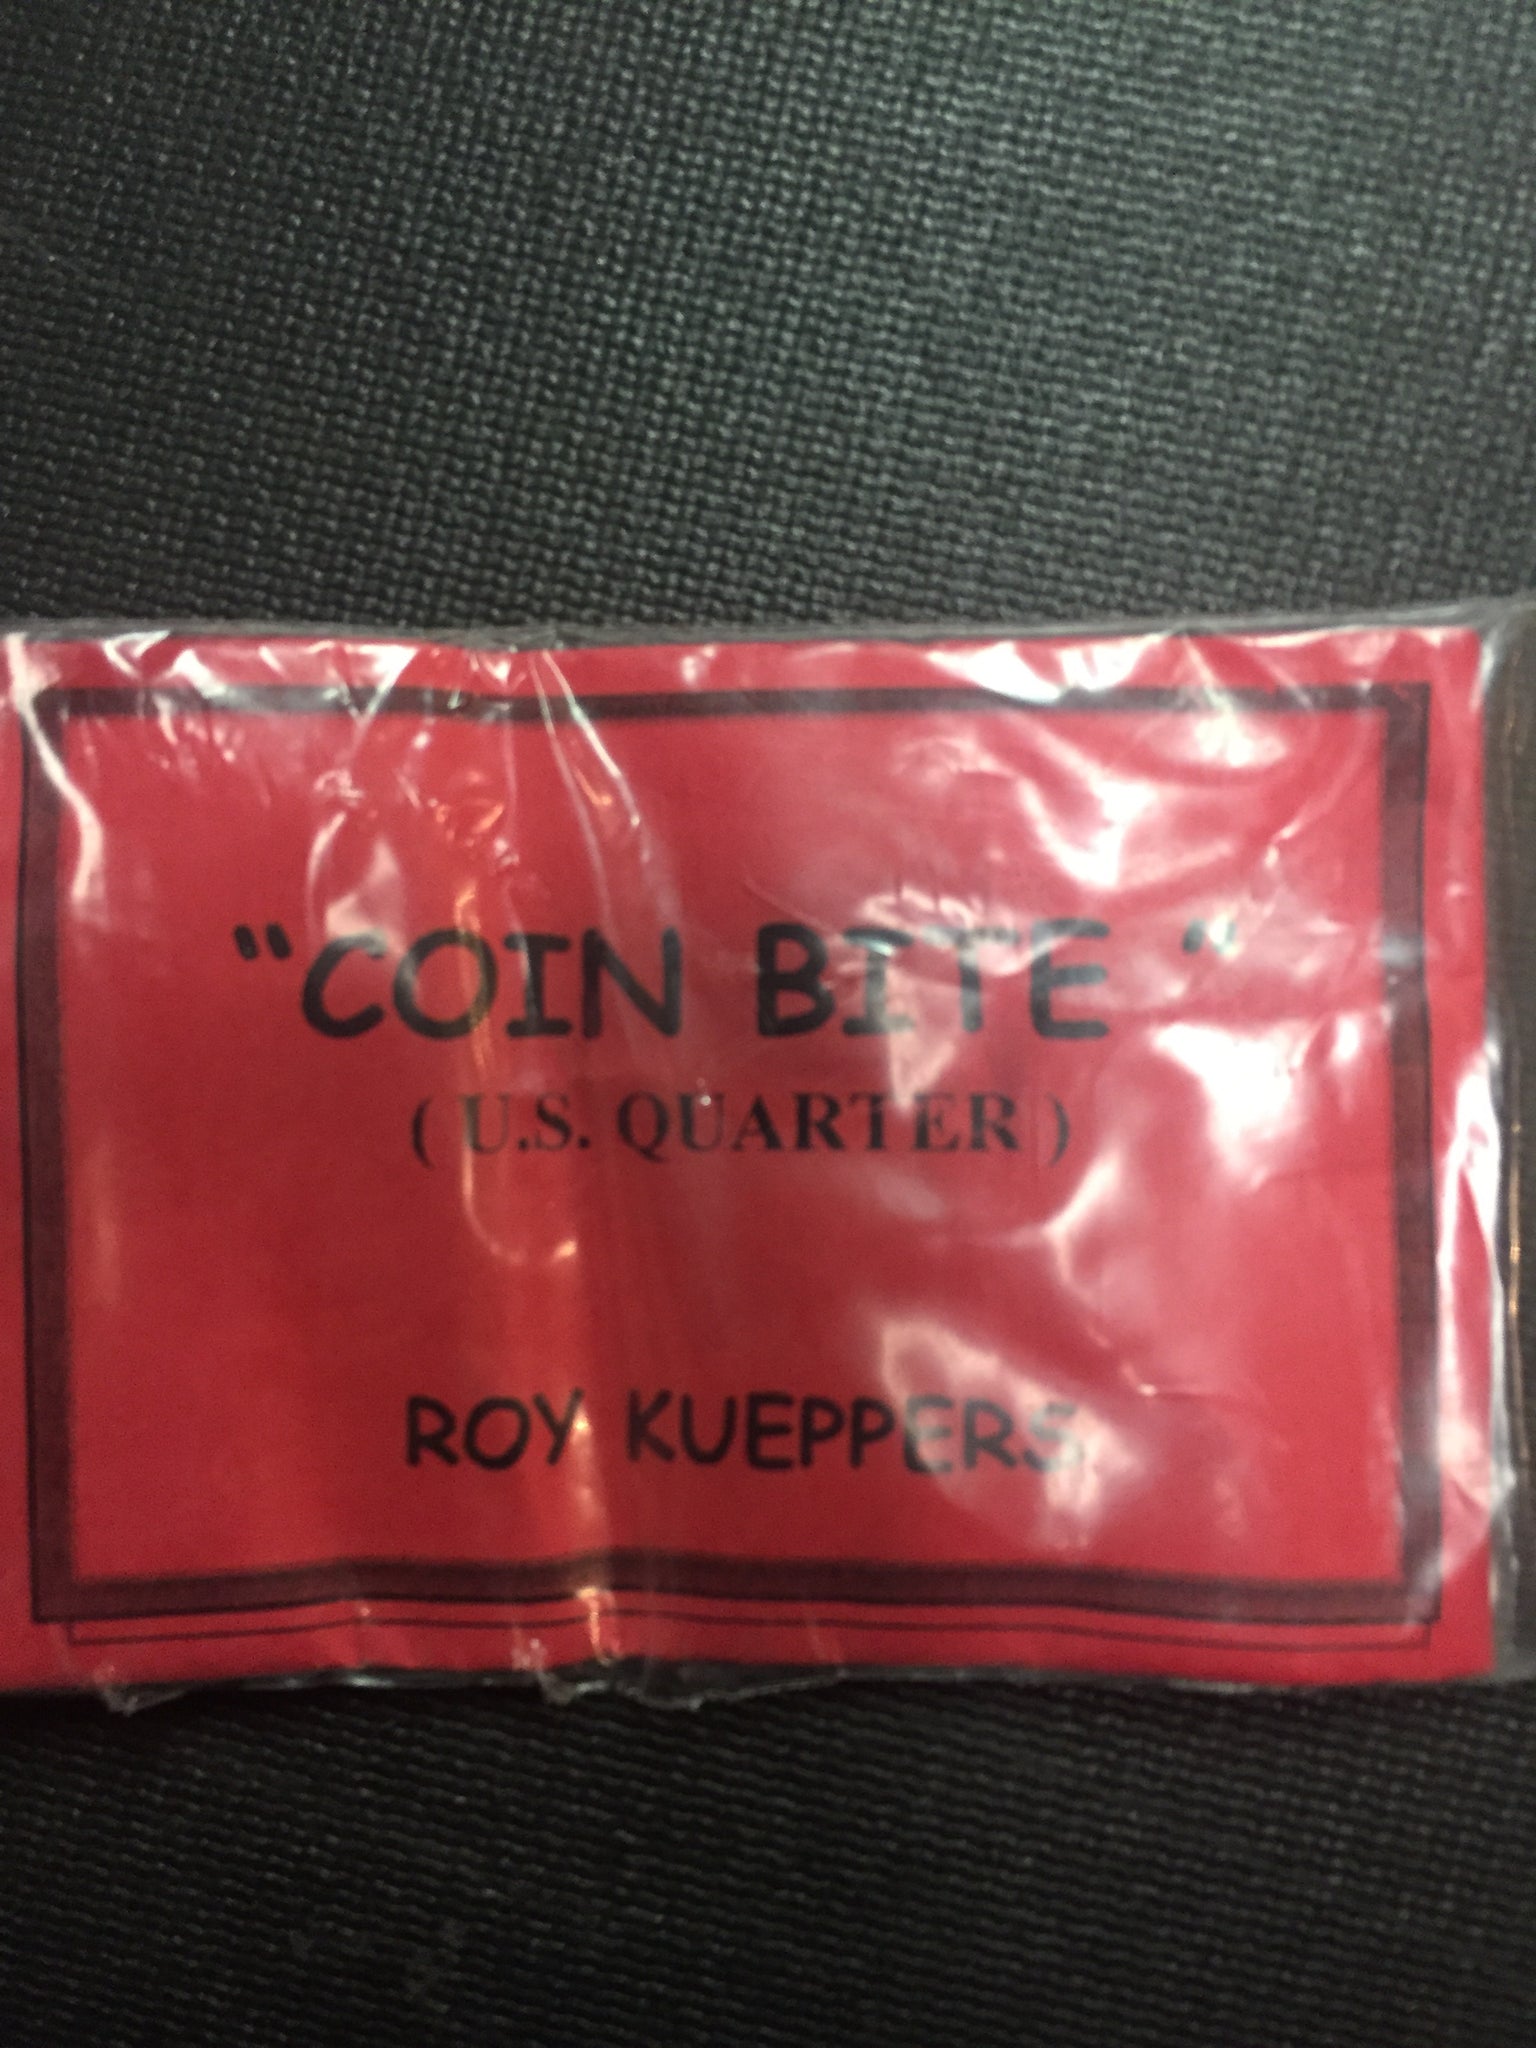 "COIN BITE "
( U.S. QUARTER )
ROY KUEPPERS